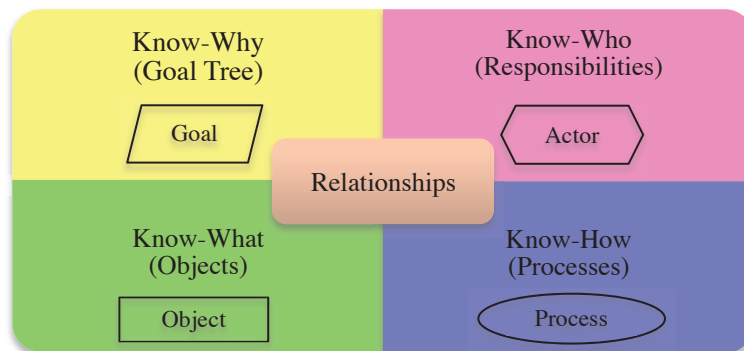 Know-Why
(Goal Tree)
Goal
Know-Who
(Responsibilities)
Actor
Relationships
Know-What
(Objects)
Object
Know-How
(Processes)
Process